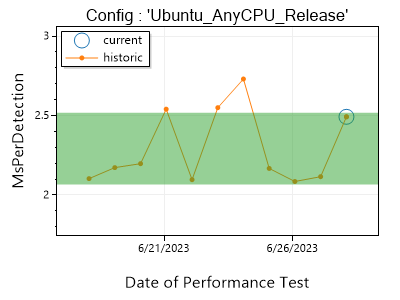 Config : 'Ubuntu_AnyCPU_Release'
3
current
historic
2.5
MsPerDetection
2
6/21/2023
6/26/2023
Date of Performance Test